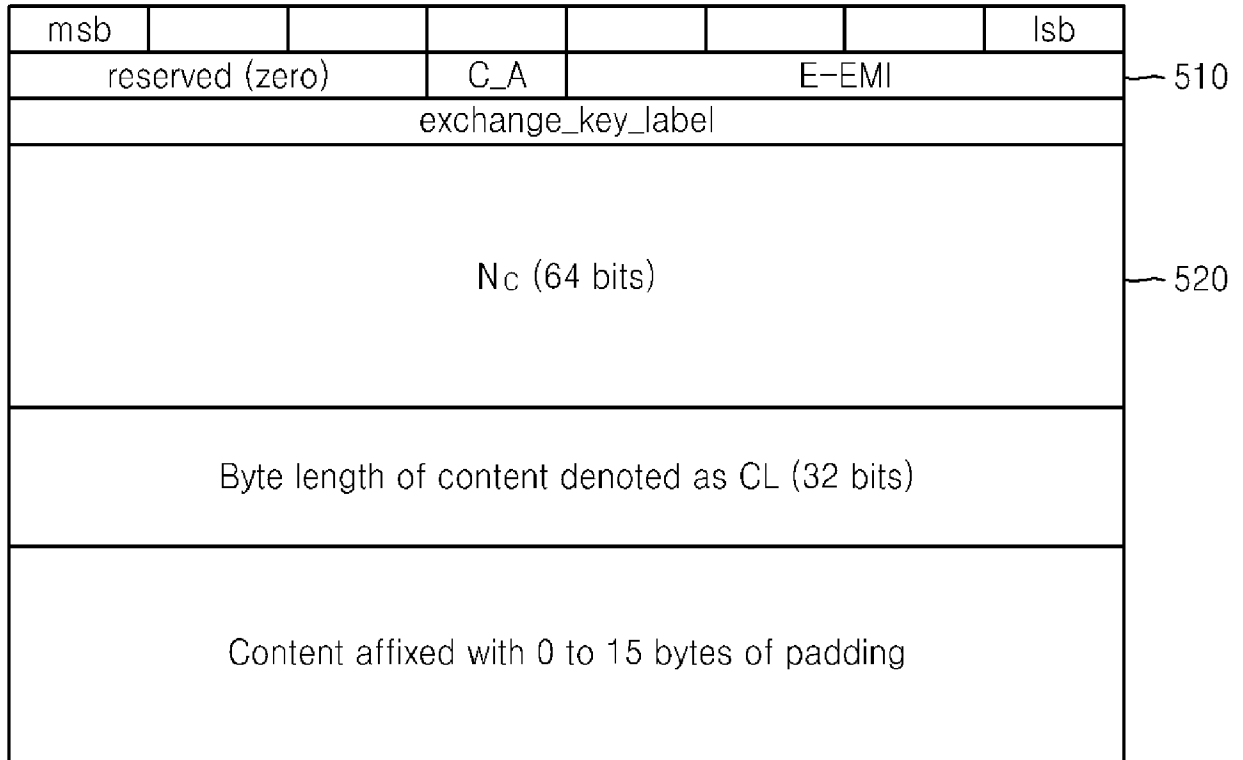 msb lsb
reserved (zero) C_A E-EMI 510
exchange_key_label
Nc (64 bits) 520
Byte length of content denoted as CL (32 bits)
Content affixed with 0 to 15 bytes of padding